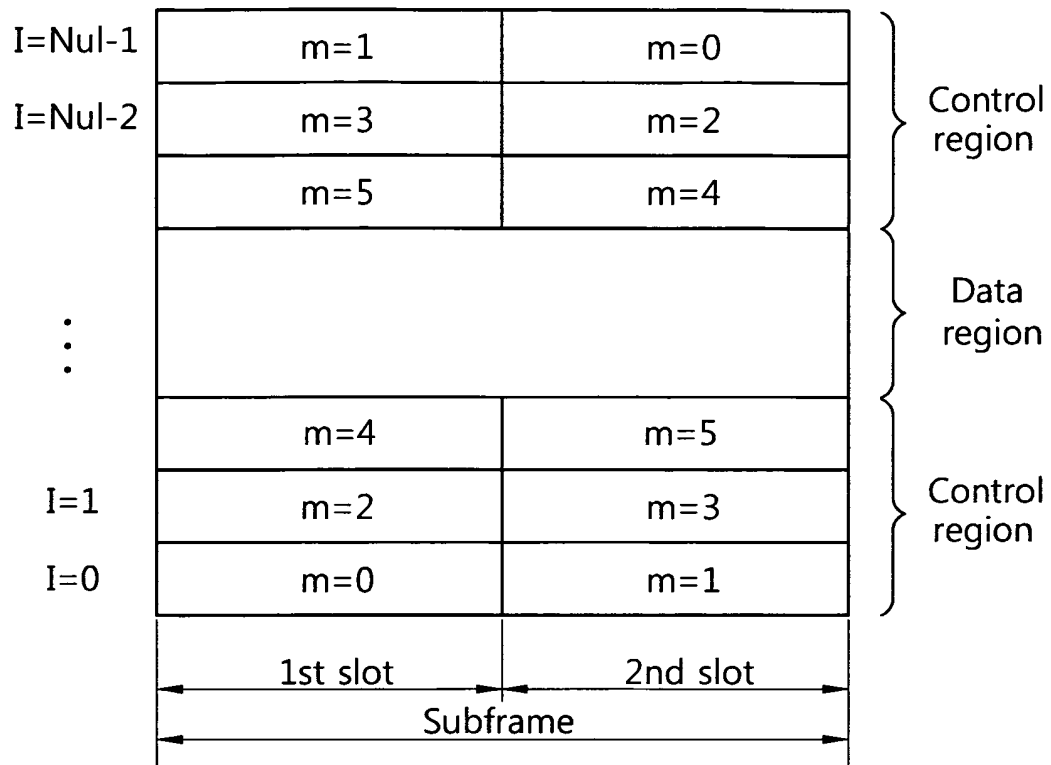 I=Nul-1 m=1 m=0
I=Nul-2 m=3 m=2
m=5 m=4
Control
region
Data
region
m=4 m=5
I=1 m=2 m=3
I=0 m=0 m=1
Control
region
1st slot 2nd slot
Subframe